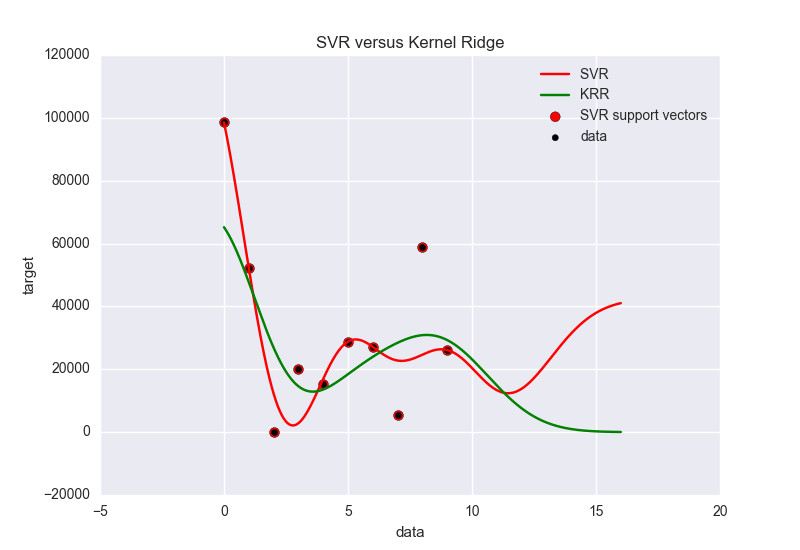 SVR versus Kernel Ridge
120000
100000
80000
60000
40000
20000
0
−20000
target
SVR
KRR
SVR support vectors
data
−5
0
5
10
15
20
data